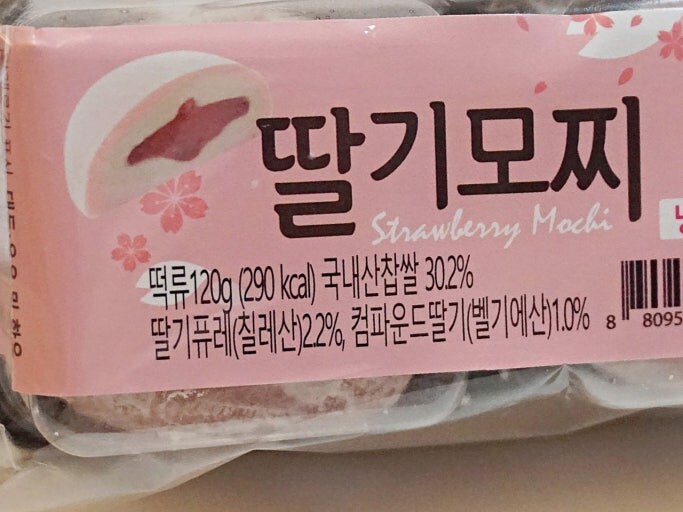 딸기모찌
Strawberry Mochi
떡류120g (290 kcal) 국내산찹쌀 30.2%
딸기퓨레(칠레산)2.2%, 컴파운드딸기(벨기에산)1.0%
8 8095